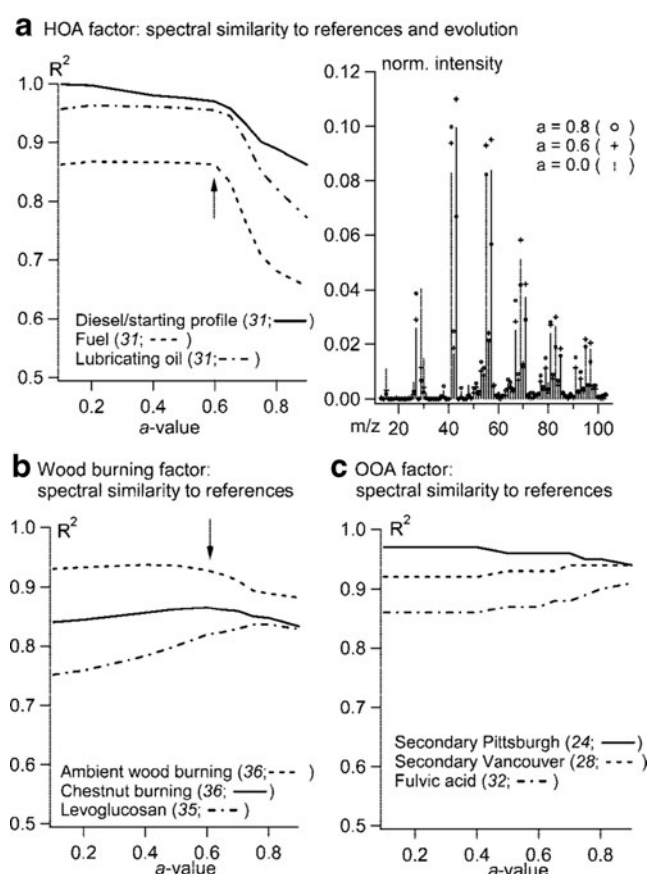 a HOA factor: spectral similarity to references and evolution
R2
1.0
0.9
0.8
0.7
0.6
0.5
Diesel/starting profile (31; )
Fuel (31; )
Lubricating oil (31; )
0.2 0.4 0.6 0.8
a-value
norm. intensity
0.12
0.10
0.08
0.06
0.04
0.02
0.00
a = 0.8 ( o )
a = 0.6 ( + )
a = 0.0 ( )
m/z 20 40 60 80 100
b Wood burning factor:
spectral similarity to references
R2
1.0
0.9
0.8
0.7
0.6
0.5
Ambient wood burning (36; )
Chestnut burning (36; )
Levoglucosan (35; )
0.2 0.4 0.6 0.8
a-value
c OOA factor:
spectral similarity to references
R2
1.0
0.9
0.8
0.7
0.6
0.5
Secondary Pittsburgh (24; )
Secondary Vancouver (28; )
Fulvic acid (32; )
0.2 0.4 0.6 0.8
a-value